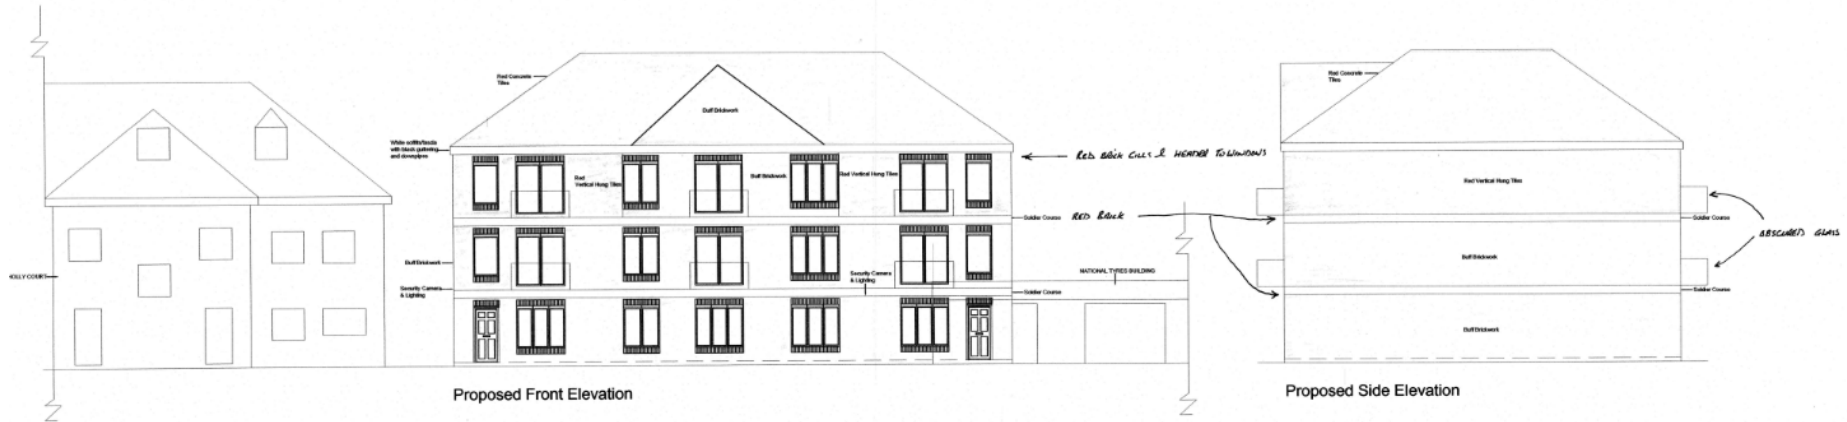 Red Concrete
Tiles
Buff Brickwork
White soffits/fascia
with black guttering
and downpipes
RED BRICK CILLS & HEADER TO WINDOWS
Red
Vertical Hung Tiles
Buff Brickwork
Red Vertical Hung Tiles
Soldier Course
RED BRICK
HOLLY COURT
Buff Brickwork
Security Camera
& Lighting
Security Camera
& Lighting
NATIONAL TYRES BUILDING
Soldier Course
Proposed Front Elevation
Red Concrete
Tiles
Red Vertical Hung Tiles
Soldier Course
OBSCURED GLASS
Buff Brickwork
Soldier Course
Buff Brickwork
Proposed Side Elevation